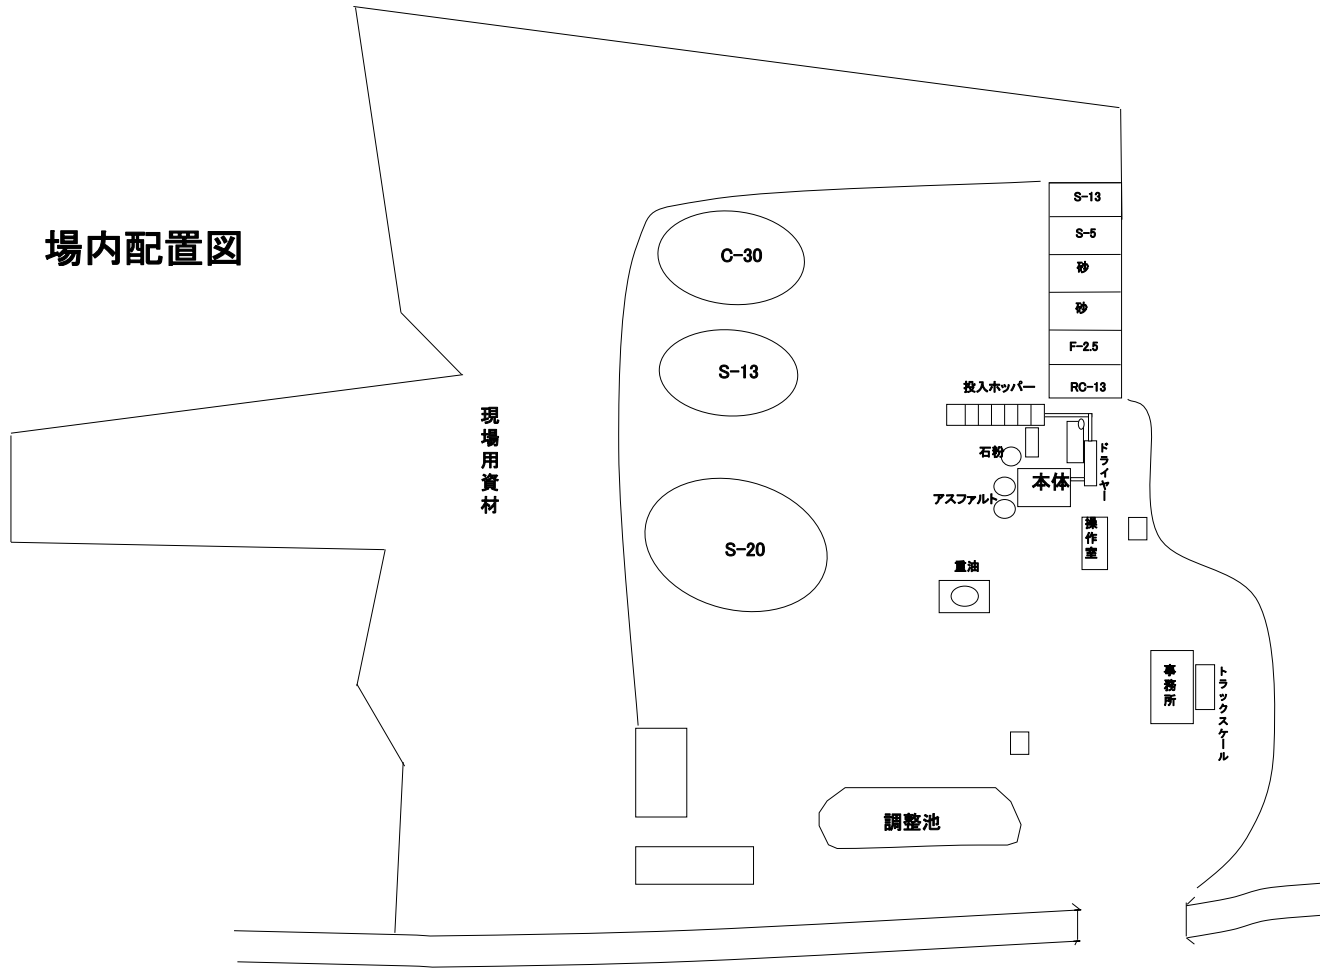 場内配置図
S-13
S-5
砂
砂
F-2.5
RC-13
C-30
S-13
S-20
現場用資材
投入ホッパー
石粉
本体
ドライヤー
アスファルト
操作室
重油
事務所
トラックスケール
調整池